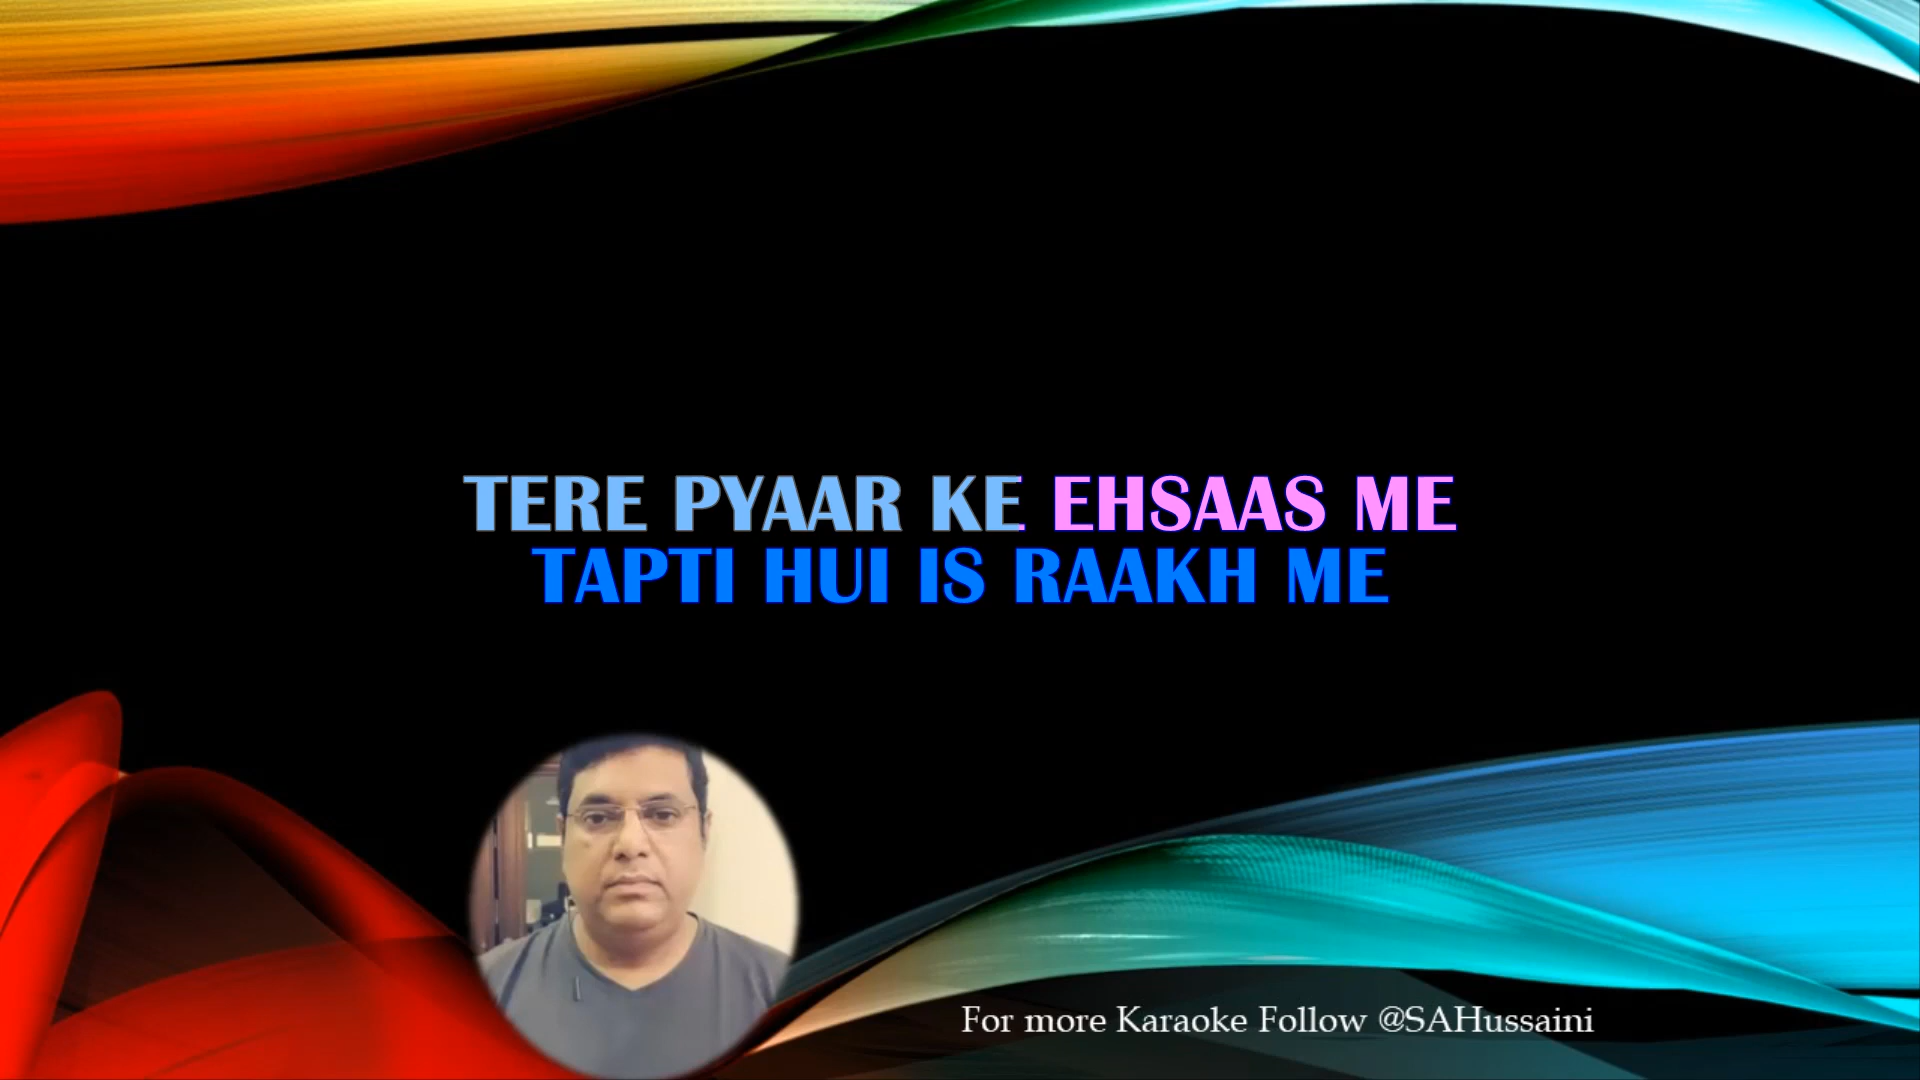 TERE PYAAR KE EHSAAS ME
TAPTI HUI IS RAAKH ME
For more Karaoke Follow @SAHussaini